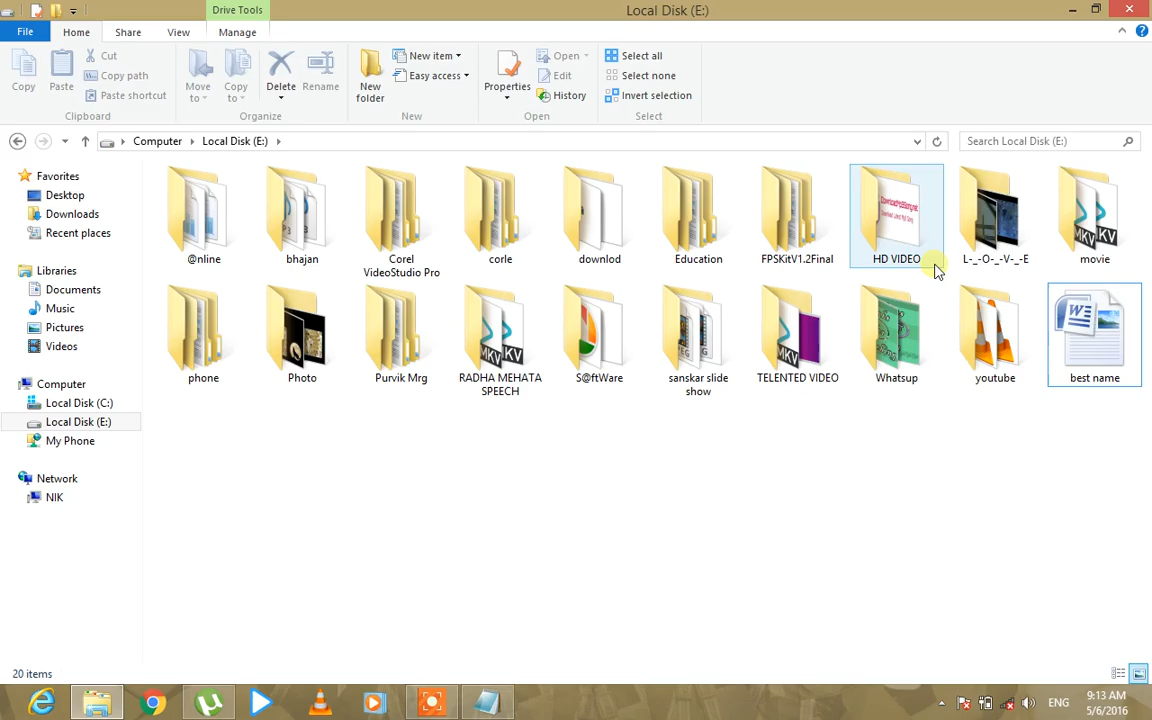 Drive Tools
Local Disk (E:)
File
Home
Share
View
Manage
Copy
Paste
Cut
Copy path
Paste shortcut
Clipboard
Move to
Copy to
Delete
Rename
Organize
New folder
New item
Easy access
New
Properties
Open
Edit
History
Open
Select all
Select none
Invert selection
Select
Computer
Local Disk (E:)
Search Local Disk (E:)
Favorites
Desktop
Downloads
Recent places
Libraries
Documents
Music
Pictures
Videos
Computer
Local Disk (C:)
Local Disk (E:)
My Phone
Network
NIK
@nline
bhajan
Corel
VideoStudio Pro
corle
downlod
Education
FPSKitV1.2Final
HD VIDEO
L-_-O-_-V-_-E
movie
phone
Photo
Purvik Mrg
RADHA MEHATA
SPEECH
S@ftWare
sanskar slide
show
TELENTED VIDEO
Whatsup
youtube
best name
20 items
ENG
9:13 AM
5/6/2016